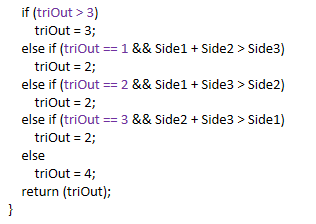 if (triOut > 3)
triOut = 3;
else if (triOut == 1 && Side1 + Side2 > Side3)
triOut = 2;
else if (triOut == 2 && Side1 + Side3 > Side2)
triOut = 2;
else if (triOut == 3 && Side2 + Side3 > Side1)
triOut = 2;
else
triOut = 4;
return (triOut);
}